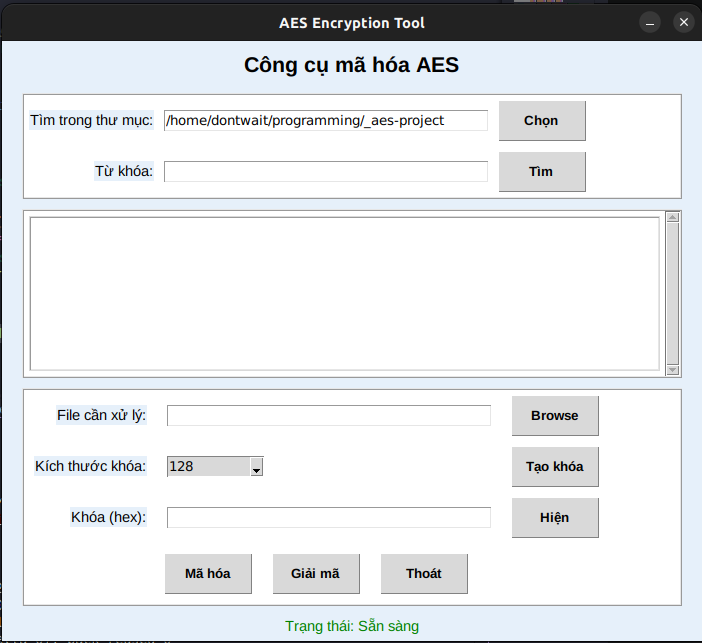 AES Encryption Tool
Công cụ mã hóa AES
Tìm trong thư mục: /home/dontwait/programming/_aes-project Chọn
Từ khóa: Tìm
File cần xử lý: Browse
Kích thước khóa: 128 Tạo khóa
Khóa (hex): Hiện
Mã hóa Giải mã Thoát
Trạng thái: Sẵn sàng